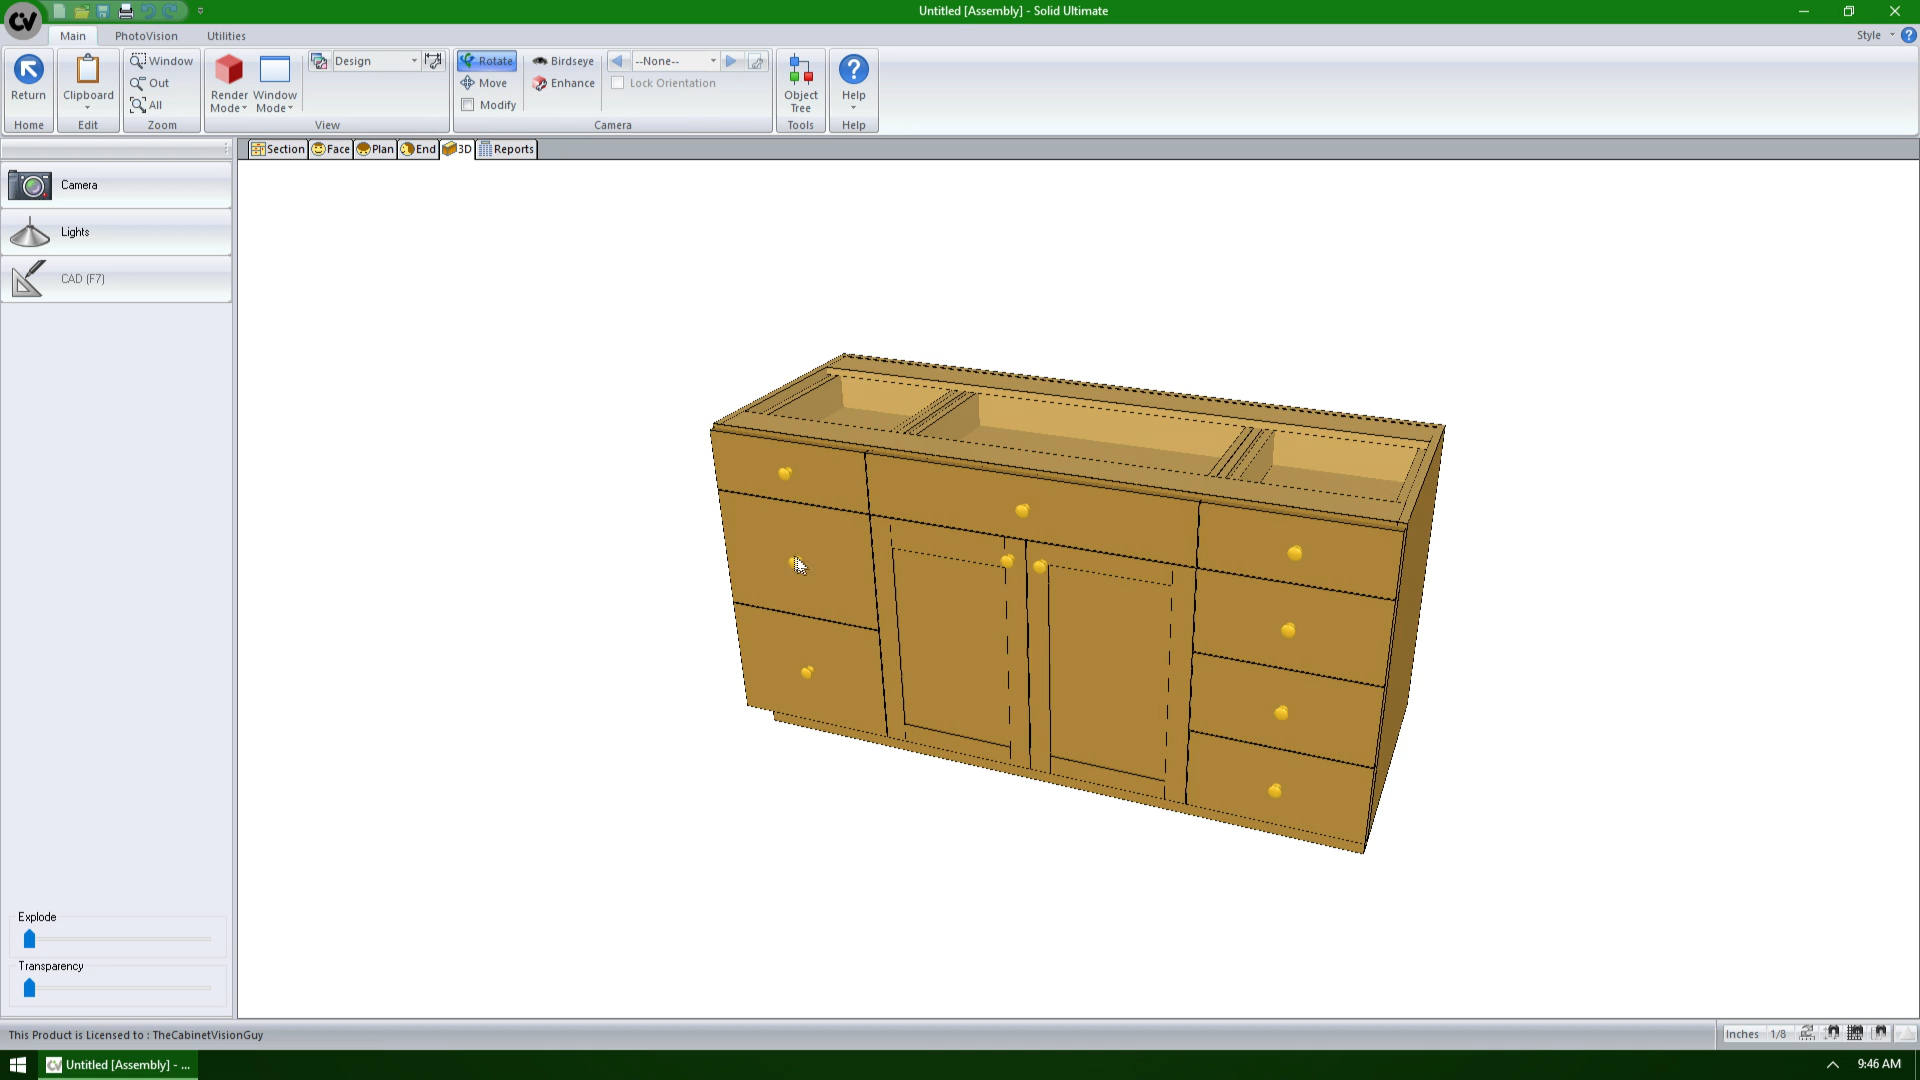 Untitled [Assembly] - Solid Ultimate
CV
Main PhotoVision Utilities
Style
Return
Home
Clipboard
Edit
Window
Out
All
Zoom
Render Mode
Window Mode
Design
View
Rotate
Move
Modify
Birdseye
Enhance
--None--
Lock Orientation
Camera
Object Tree
Tools
Help
Help
Section Face Plan End 3D Reports
Camera
Lights
CAD (F7)
Explode
Transparency
This Product is Licensed to : TheCabinetVisionGuy
Inches 1/8
Untitled [Assembly] - ...
9:46 AM